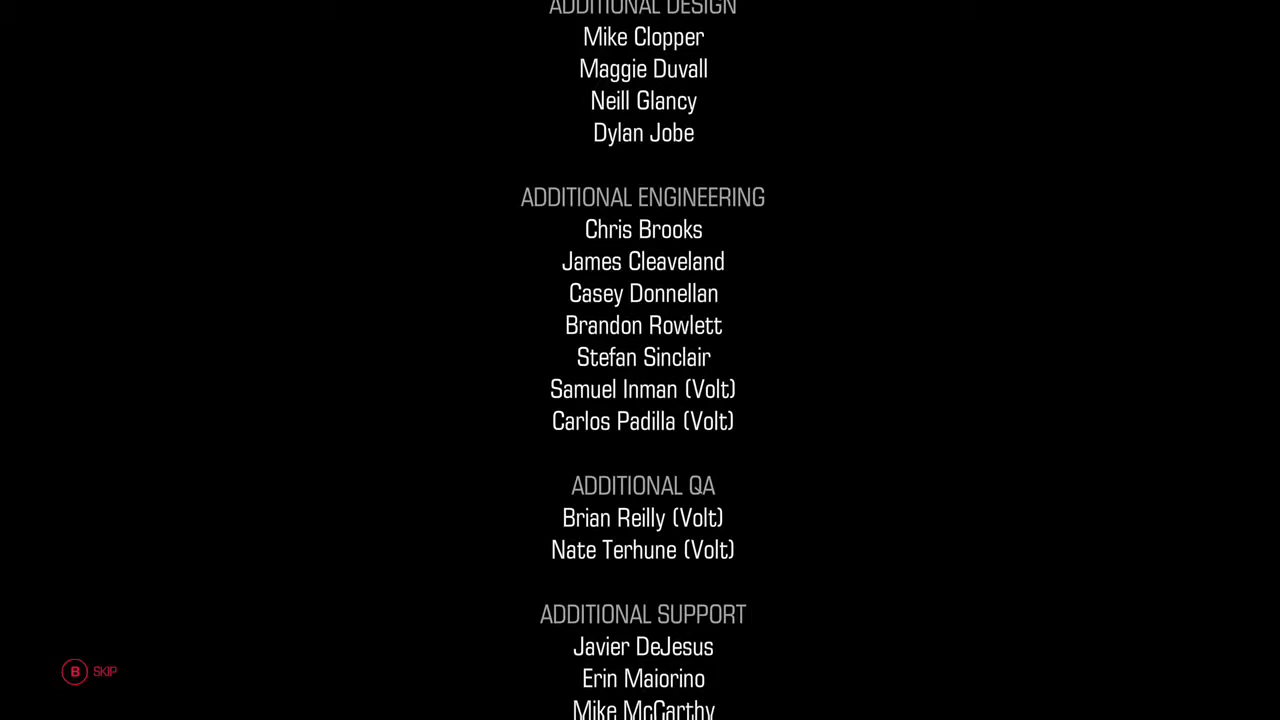 ADDITIONAL DESIGN
Mike Clopper
Maggie Duvall
Neill Glancy
Dylan Jobe
ADDITIONAL ENGINEERING
Chris Brooks
James Cleaveland
Casey Donnellan
Brandon Rowlett
Stefan Sinclair
Samuel Inman (Volt)
Carlos Padilla (Volt)
ADDITIONAL QA
Brian Reilly (Volt)
Nate Terhune (Volt)
ADDITIONAL SUPPORT
Javier DeJesus
B SKIP
Erin Maiorino
Mike McCarthy